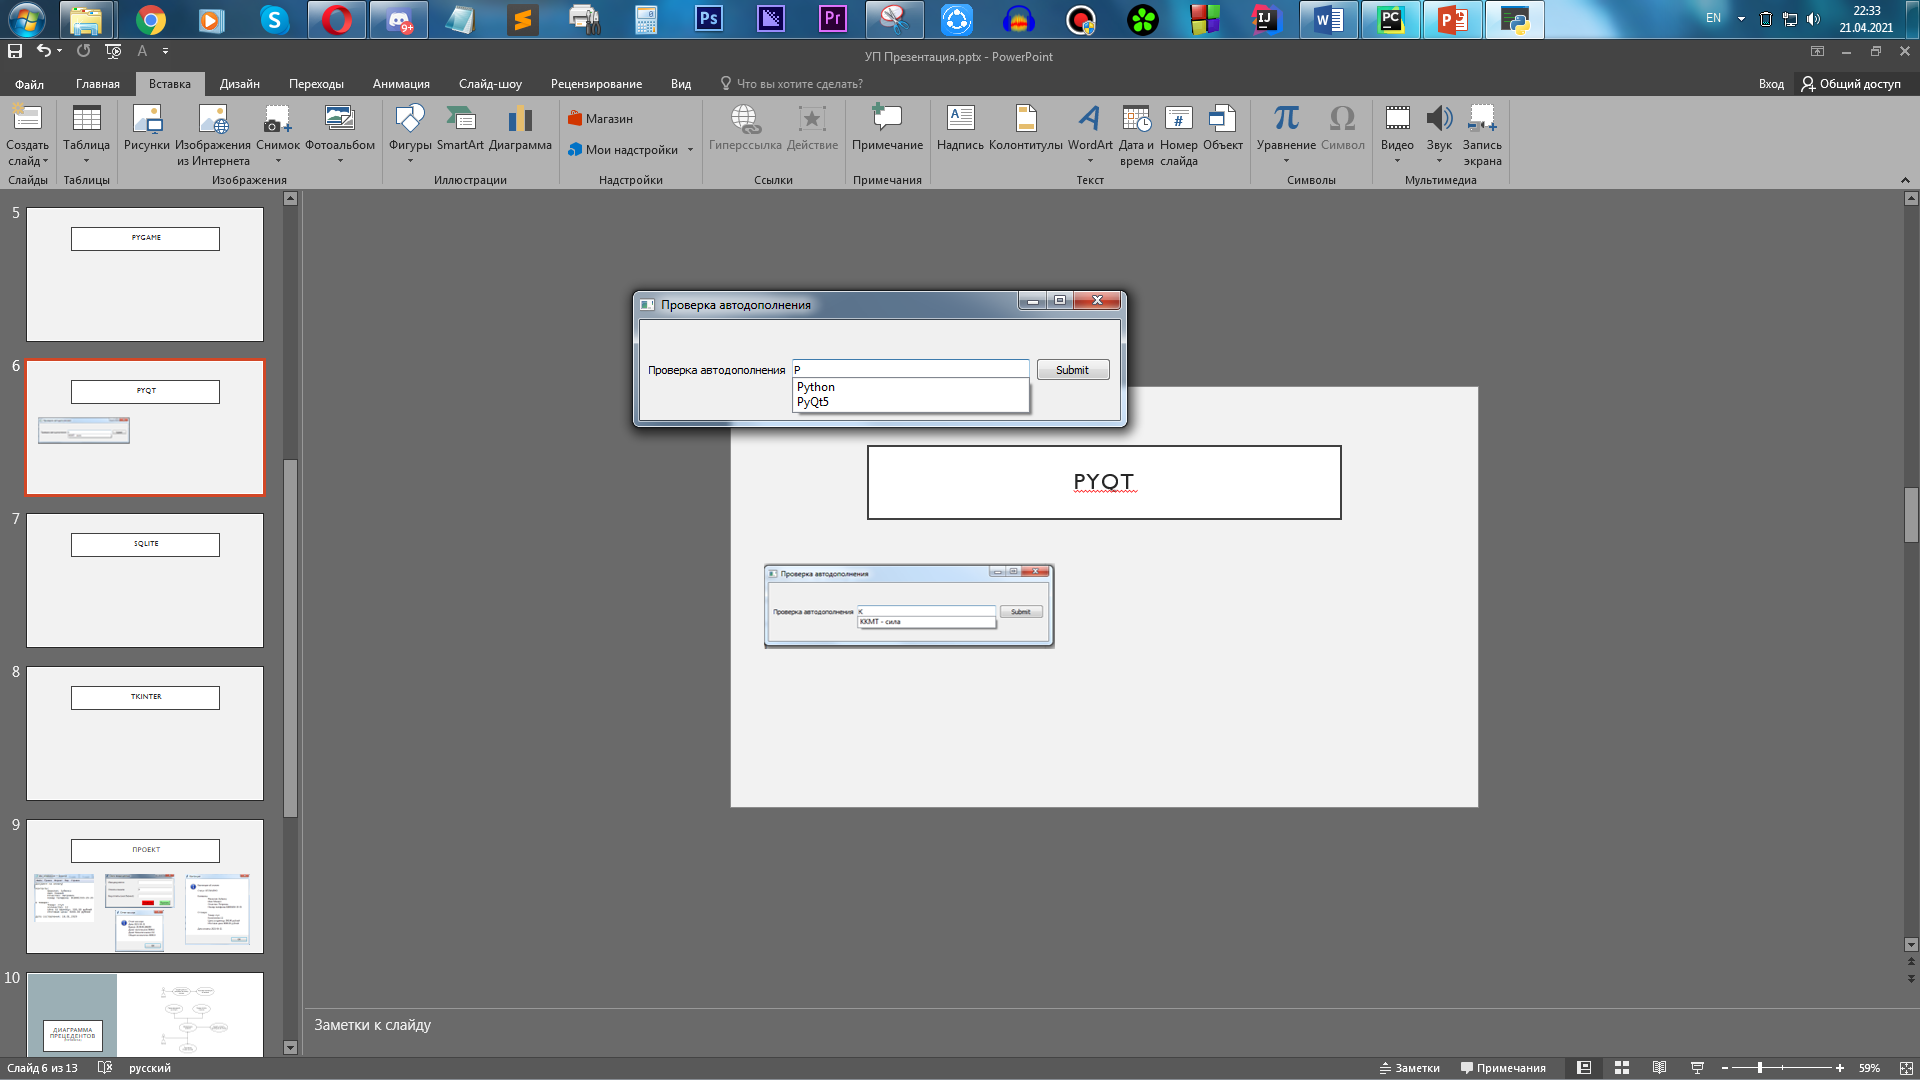 EN
22:33
21.04.2021
УП Презентация.pptx - PowerPoint
Файл
Главная
Вставка
Дизайн
Переходы
Анимация
Слайд-шоу
Рецензирование
Вид
Что вы хотите сделать?
Вход
Общий доступ
Создать слайд
Таблица
Рисунки
Изображения из Интернета
Снимок
Фотоальбом
Фигуры
SmartArt
Диаграмма
Магазин
Мои надстройки
Гиперссылка
Действие
Примечание
Надпись
Колонтитулы
WordArt
Дата и время
Номер слайда
Объект
Уравнение
Символ
Видео
Звук
Запись экрана
Слайды
Таблицы
Изображения
Иллюстрации
Надстройки
Ссылки
Примечания
Текст
Символы
Мультимедиа
5
PYGAME
6
PYQT
7
SQLITE
8
TKINTER
9
ПРОЕКТ
10
ДИАГРАММА
ПРЕЦЕДЕНТОВ
Проверка автодополнения
Проверка автодополнения
P
Submit
Python
PyQt5
PYQT
Проверка автодополнения
Проверка автодополнения
K
Submit
ККМТ - сила
Заметки к слайду
Слайд 6 из 13
русский
Заметки
Примечания
59%